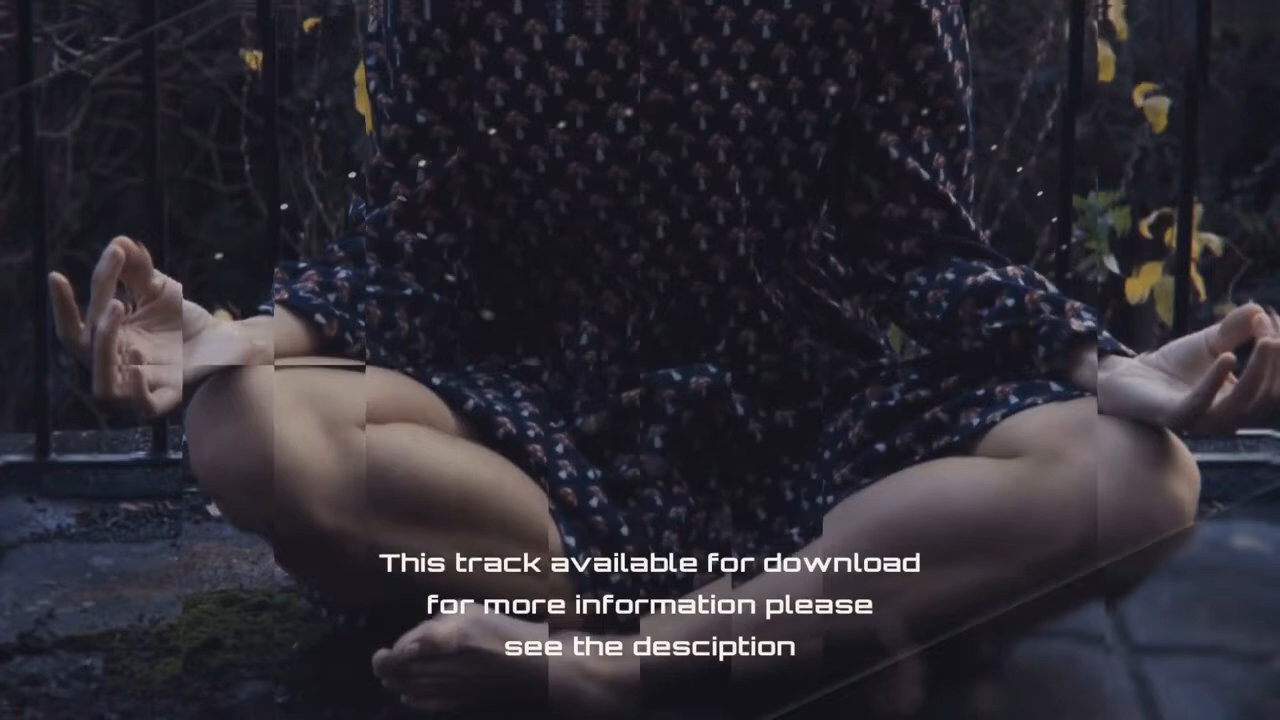 This track available for download
for more information please
see the desciption